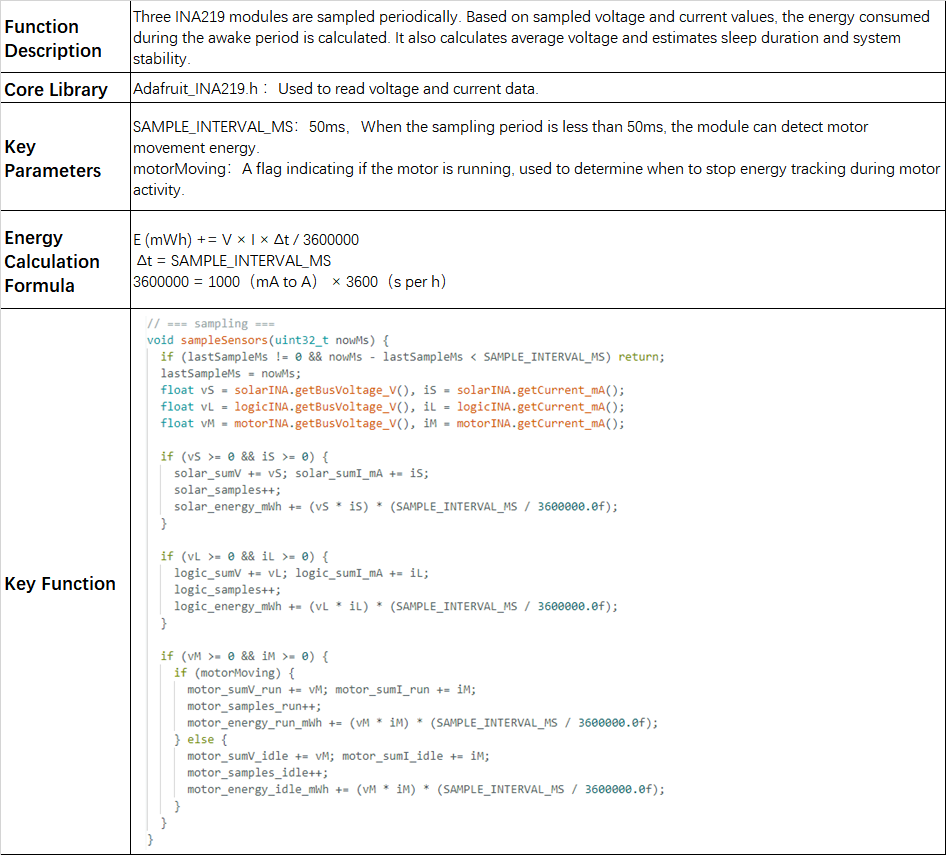 Function
Description
Three INA219 modules are sampled periodically. Based on sampled voltage and current values, the energy consumed
during the awake period is calculated. It also calculates average voltage and estimates sleep duration and system
stability.
Core Library
Adafruit_INA219.h： Used to read voltage and current data.
Key
Parameters
SAMPLE_INTERVAL_MS：50ms，When the sampling period is less than 50ms, the module can detect motor
movement energy.
motorMoving：A flag indicating if the motor is running, used to determine when to stop energy tracking during motor
activity.
Energy
Calculation
Formula
E (mWh) += V × I × Δt / 3600000
Δt = SAMPLE_INTERVAL_MS
3600000 = 1000（mA to A） × 3600（s per h）
Key Function
// === sampling ===
void sampleSensors(uint32_t nowMs) {
if (lastSampleMs != 0 && nowMs - lastSampleMs < SAMPLE_INTERVAL_MS) return;
lastSampleMs = nowMs;
float vS = solarINA.getBusVoltage_V(), iS = solarINA.getCurrent_mA();
float vL = logicINA.getBusVoltage_V(), iL = logicINA.getCurrent_mA();
float vM = motorINA.getBusVoltage_V(), iM = motorINA.getCurrent_mA();
if (vS >= 0 && iS >= 0) {
solar_sumV += vS; solar_sumI_mA += iS;
solar_samples++;
solar_energy_mWh += (vS * iS) * (SAMPLE_INTERVAL_MS / 3600000.0f);
}
if (vL >= 0 && iL >= 0) {
logic_sumV += vL; logic_sumI_mA += iL;
logic_samples++;
logic_energy_mWh += (vL * iL) * (SAMPLE_INTERVAL_MS / 3600000.0f);
}
if (vM >= 0 && iM >= 0) {
if (motorMoving) {
motor_sumV_run += vM; motor_sumI_run += iM;
motor_samples_run++;
motor_energy_run_mWh += (vM * iM) * (SAMPLE_INTERVAL_MS / 3600000.0f);
} else {
motor_sumV_idle += vM; motor_sumI_idle += iM;
motor_samples_idle++;
motor_energy_idle_mWh += (vM * iM) * (SAMPLE_INTERVAL_MS / 3600000.0f);
}
}
}